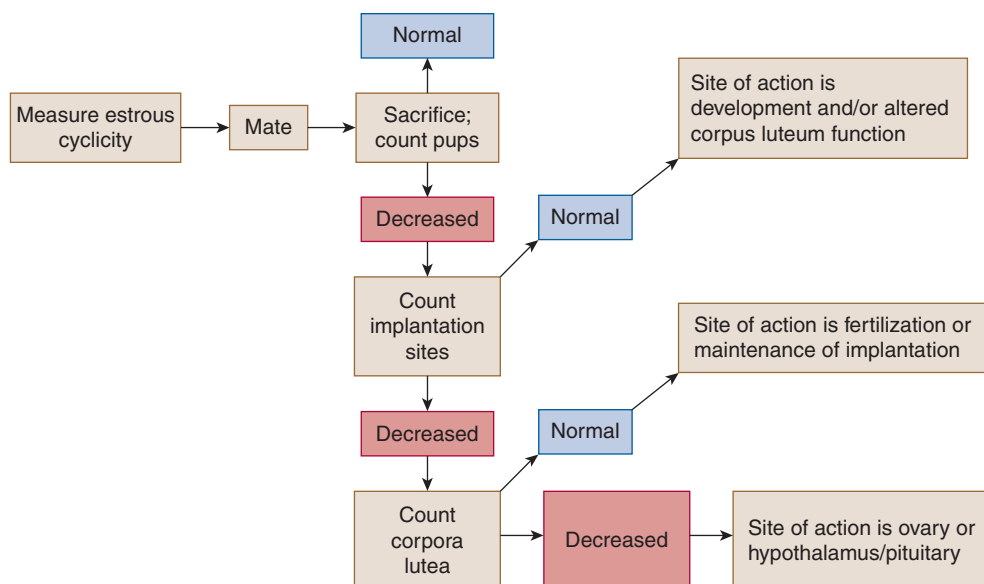 Normal
Measure estrous
cyclicity
Mate
Sacrifice;
count pups
Site of action is
development and/or altered
corpus luteum function
Decreased
Normal
Count
implantation
sites
Site of action is fertilization or
maintenance of implantation
Decreased
Normal
Count
corpora
lutea
Decreased
Site of action is ovary or
hypothalamus/pituitary